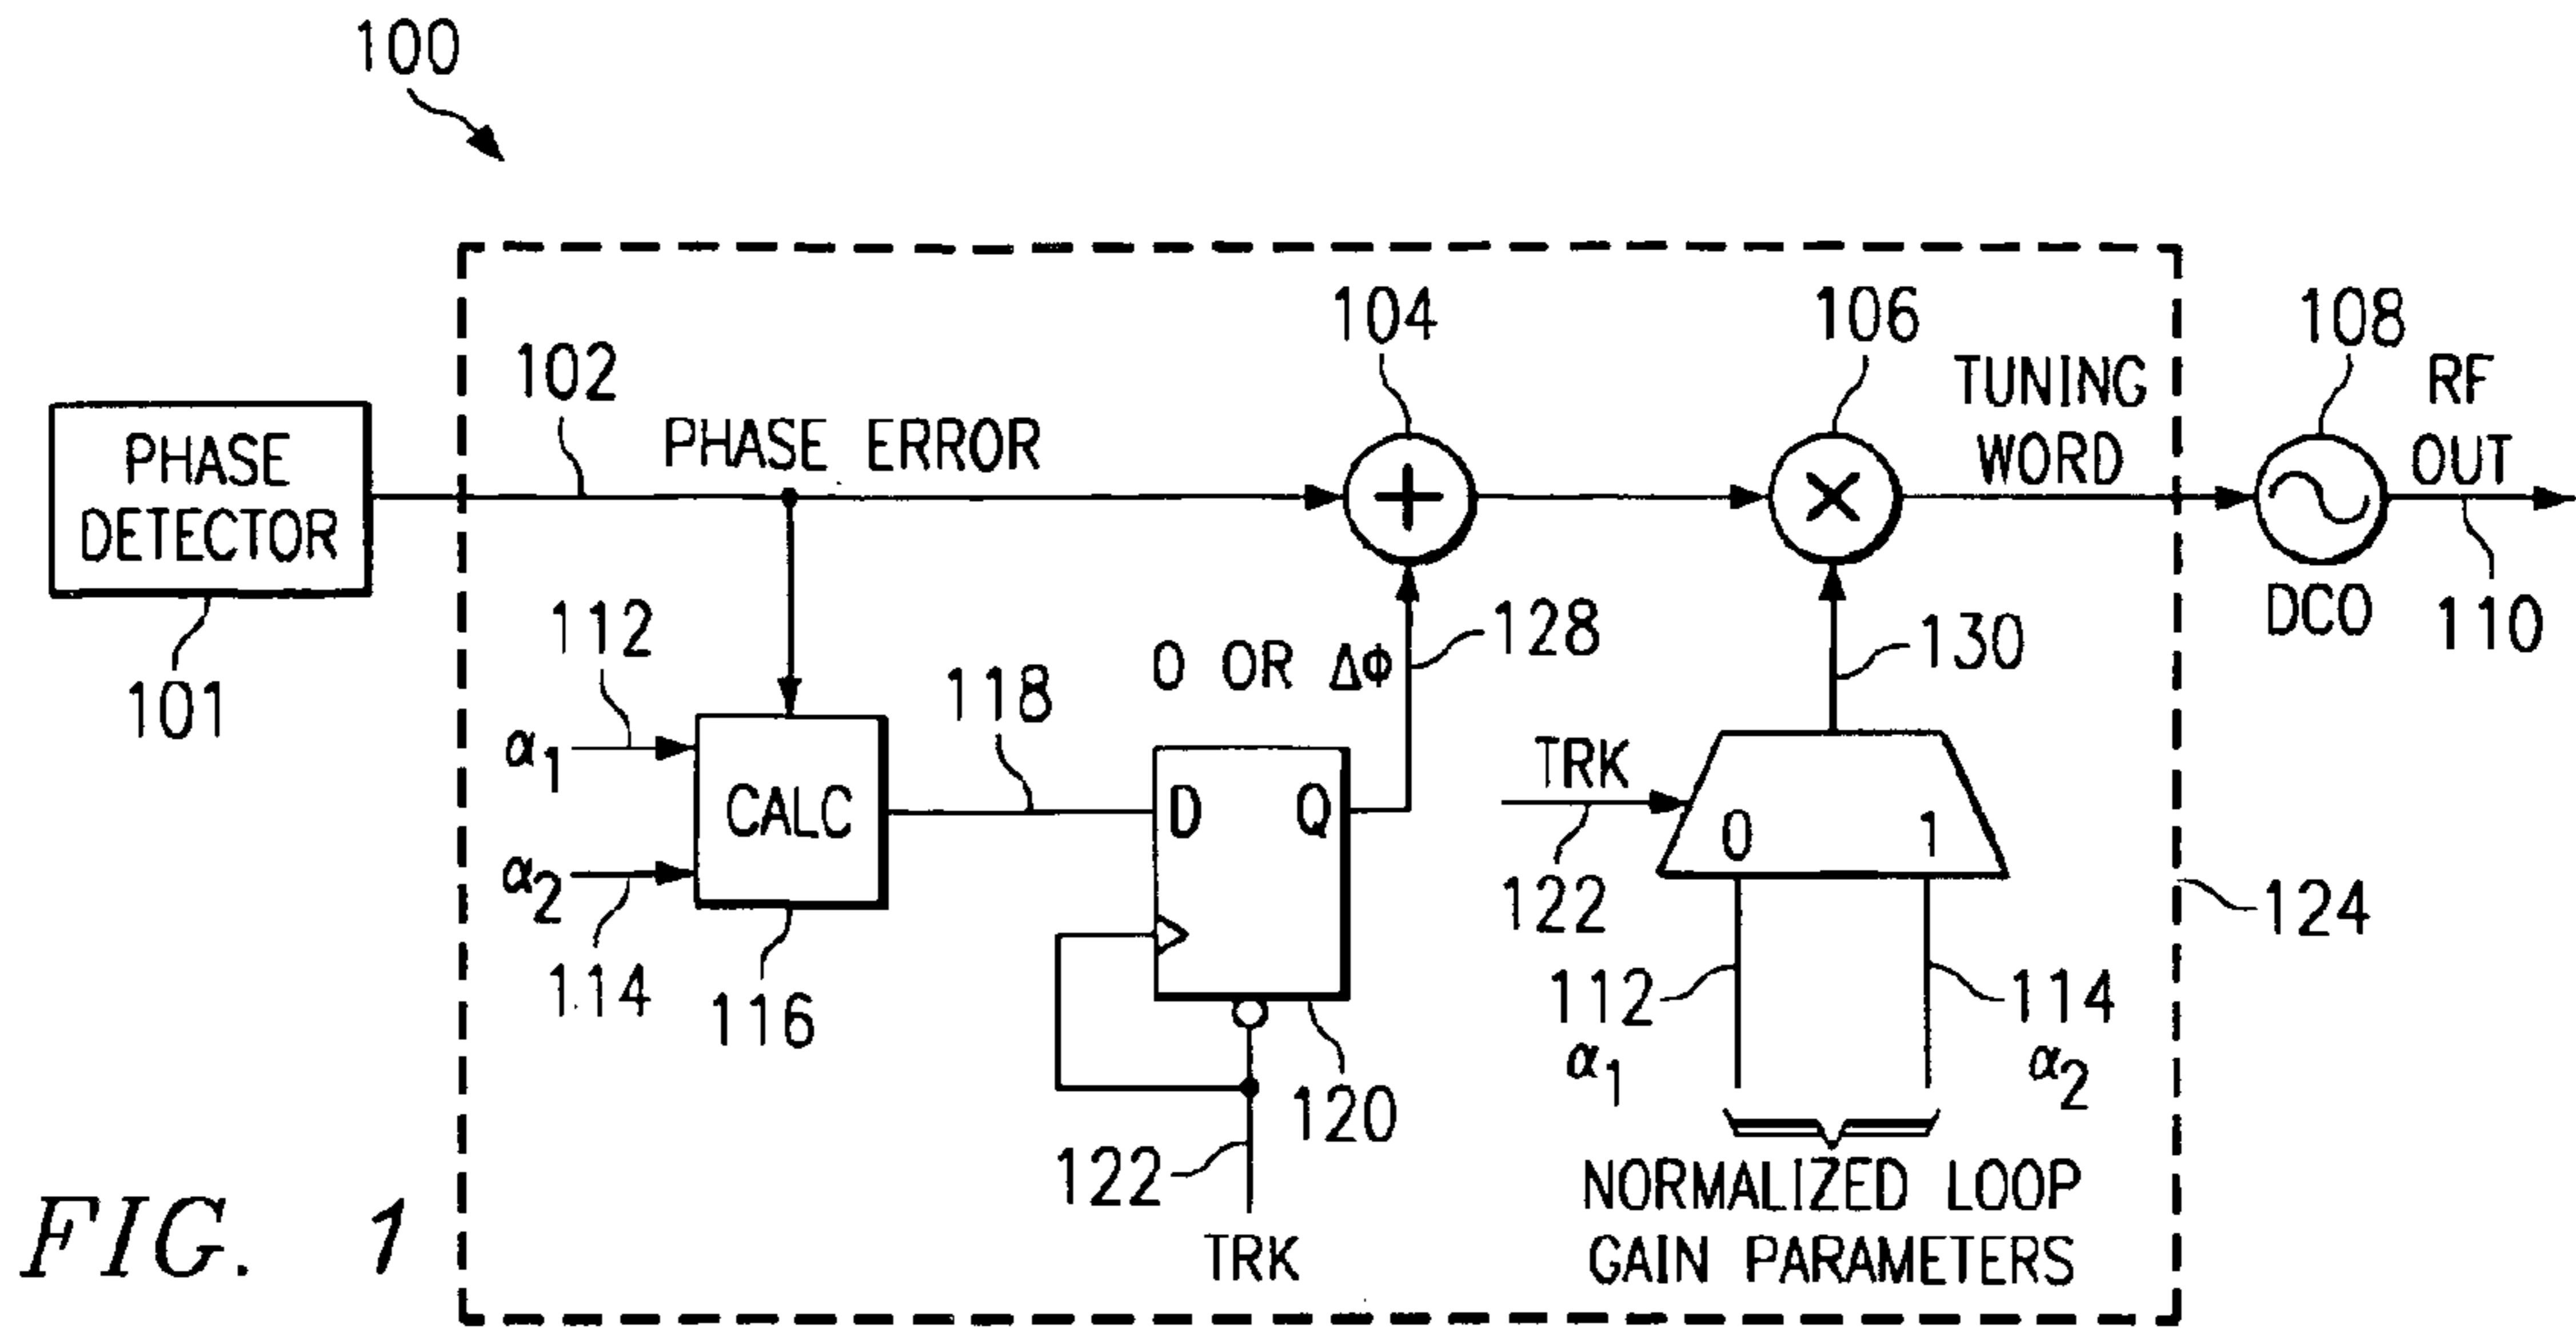 100
104
106
108
102
TUNING
WORD
RF
OUT
PHASE
DETECTOR
PHASE ERROR
+
×
101
112
118
0 OR ΔΦ
128
130
DCO
110
α1
α2
CALC
D Q
TRK
0 1
114
116
122
112
α1
114
α2
124
120
122
TRK
NORMALIZED LOOP
GAIN PARAMETERS
FIG. 1